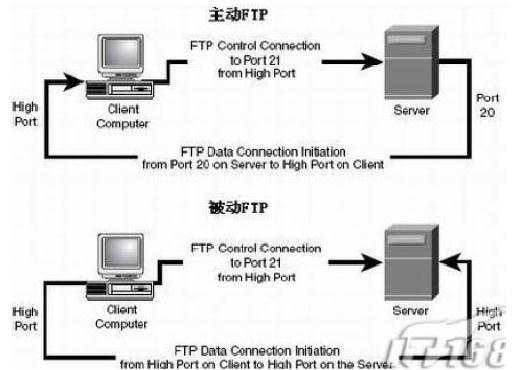 主动FTP
FTP Control Connection
to Port 21
from High Port
High
Port
Client
Computer
Server
Port
20
FTP Data Connection Initiation
from Port 20 on Server to High Port on Client
被动FTP
FTP Control Connection
to Port 21
from High Port
High
Port
Client
Computer
Server
High
Port
FTP Data Connection Initiation
from High Port on Client to High Port on the Server
IT168